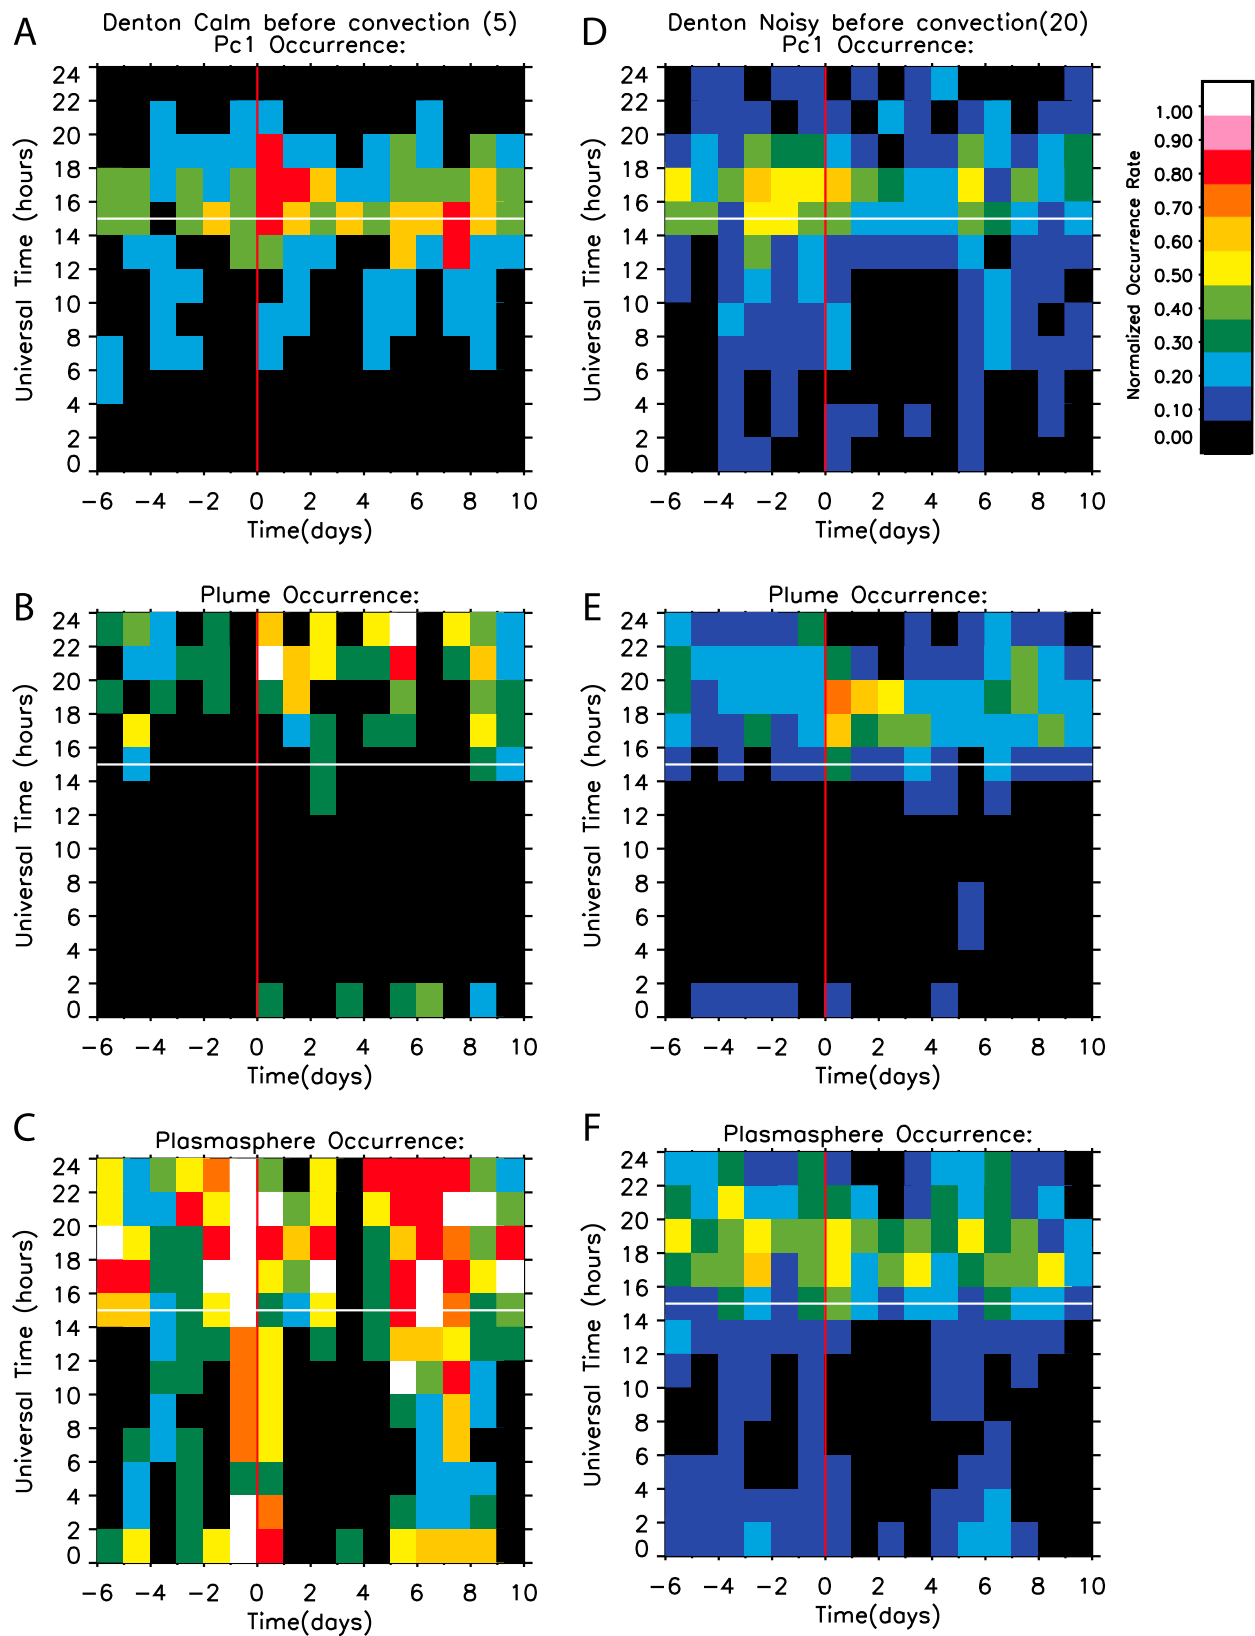 A
Denton Calm before convection (5)
Pc1 Occurrence:
Universal Time (hours)
24
22
20
18
16
14
12
10
8
6
4
2
0
-6 -4 -2 0 2 4 6 8 10
Time(days)
D
Denton Noisy before convection(20)
Pc1 Occurrence:
Universal Time (hours)
24
22
20
18
16
14
12
10
8
6
4
2
0
-6 -4 -2 0 2 4 6 8 10
Time(days)
Normalized Occurrence Rate
1.00
0.90
0.80
0.70
0.60
0.50
0.40
0.30
0.20
0.10
0.00
B
Plume Occurrence:
Universal Time (hours)
24
22
20
18
16
14
12
10
8
6
4
2
0
-6 -4 -2 0 2 4 6 8 10
Time(days)
E
Plume Occurrence:
Universal Time (hours)
24
22
20
18
16
14
12
10
8
6
4
2
0
-6 -4 -2 0 2 4 6 8 10
Time(days)
C
Plasmasphere Occurrence:
Universal Time (hours)
24
22
20
18
16
14
12
10
8
6
4
2
0
-6 -4 -2 0 2 4 6 8 10
Time(days)
F
Plasmasphere Occurrence:
Universal Time (hours)
24
22
20
18
16
14
12
10
8
6
4
2
0
-6 -4 -2 0 2 4 6 8 10
Time(days)